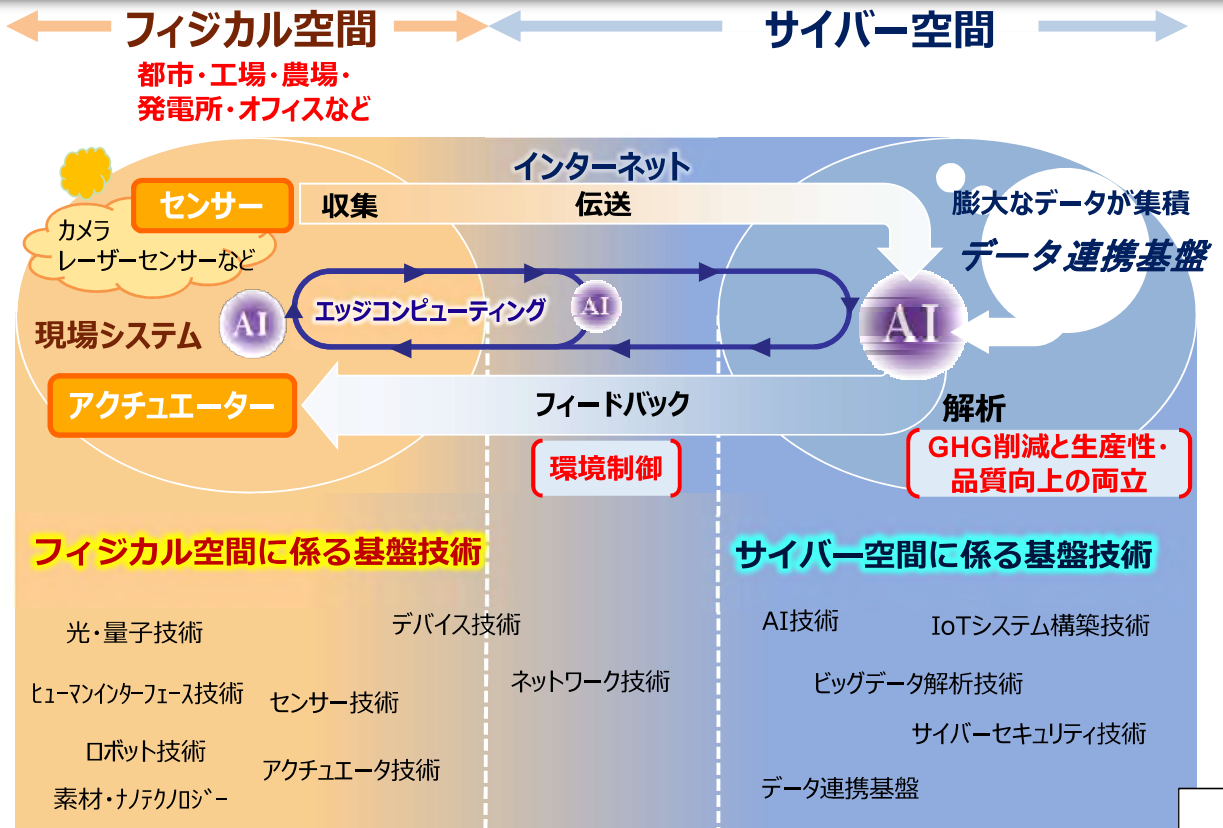 フィジカル空間
サイバー空間
都市・工場・農場・
発電所・オフィスなど
インターネット
センサー
収集
伝送
膨大なデータが集積
データ連携基盤
カメラ
レーザーセンサーなど
エッジコンピューティング
AI
AI
AI
現場システム
アクチュエーター
フィードバック
解析
環境制御
GHG削減と生産性・
品質向上の両立
フィジカル空間に係る基盤技術
サイバー空間に係る基盤技術
光・量子技術
デバイス技術
AI技術
IoTシステム構築技術
ﾋｭｰﾏﾝｲﾝﾀｰﾌｪｰｽ技術
センサー技術
ネットワーク技術
ビッグデータ解析技術
ロボット技術
アクチュエータ技術
サイバーセキュリティ技術
素材・ﾅﾉﾃｸﾉﾛｼﾞｰ
データ連携基盤